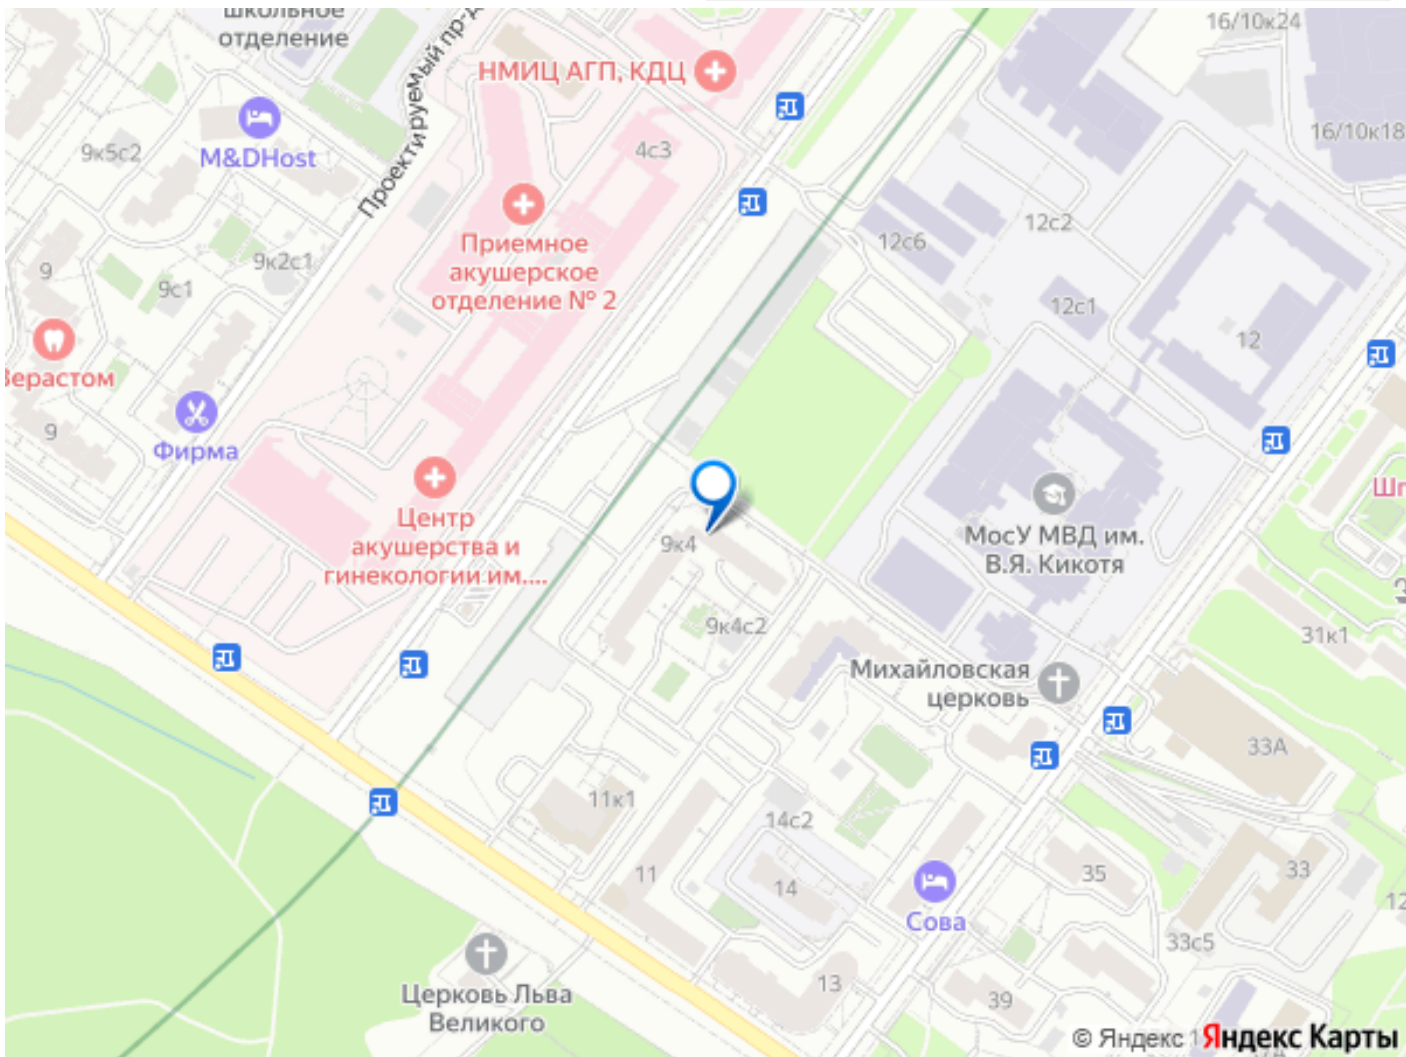 школьное
отделение
Проектируемый пр-д
НМИЦ АГП, КДЦ
16/10к24
16/10к18
M&DHost
9к5с2
4с3
Приемное
акушерское
отделение № 2
12с6
12с2
12с1
12
9
9с1
9к2с1
Верастом
9
Фирма
Центр
акушерства и
гинекологии им....
9к4
9к4с2
МосУ МВД им.
В.Я. Кикотя
31к1
Михайловская
церковь
33А
11к1
14с2
11
14
Сова
35
33
33с5
13
39
Церковь Льва
Великого
© Яндекс
Яндекс Карты